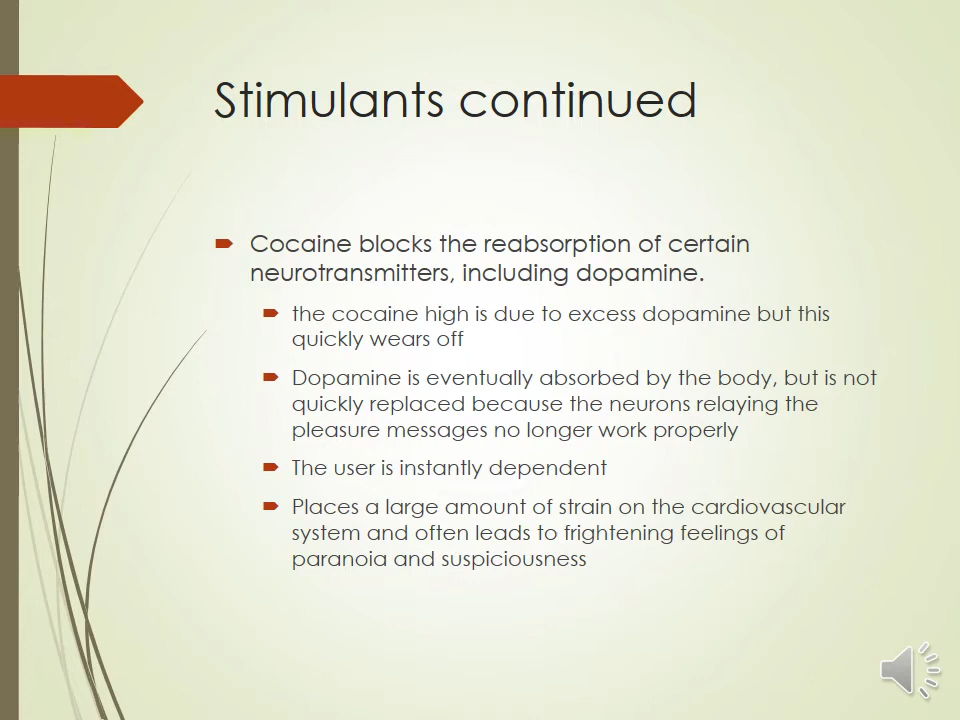 Stimulants continued
Cocaine blocks the reabsorption of certain
neurotransmitters, including dopamine.
the cocaine high is due to excess dopamine but this
quickly wears off
Dopamine is eventually absorbed by the body, but is not
quickly replaced because the neurons relaying the
pleasure messages no longer work properly
The user is instantly dependent
Places a large amount of strain on the cardiovascular
system and often leads to frightening feelings of
paranoia and suspiciousness